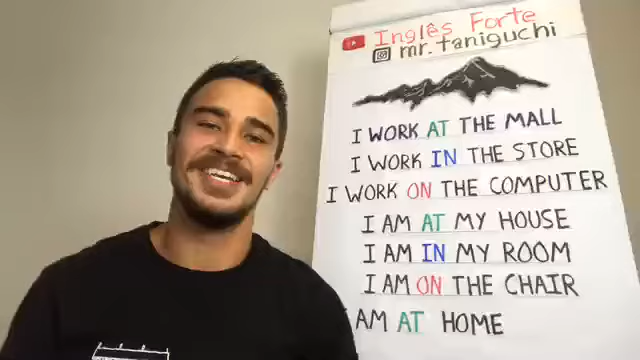 Inglês Forte
mr.taniguchi
I WORK AT THE MALL
I WORK IN THE STORE
I WORK ON THE COMPUTER
I AM AT MY HOUSE
I AM IN MY ROOM
I AM ON THE CHAIR
AM AT HOME